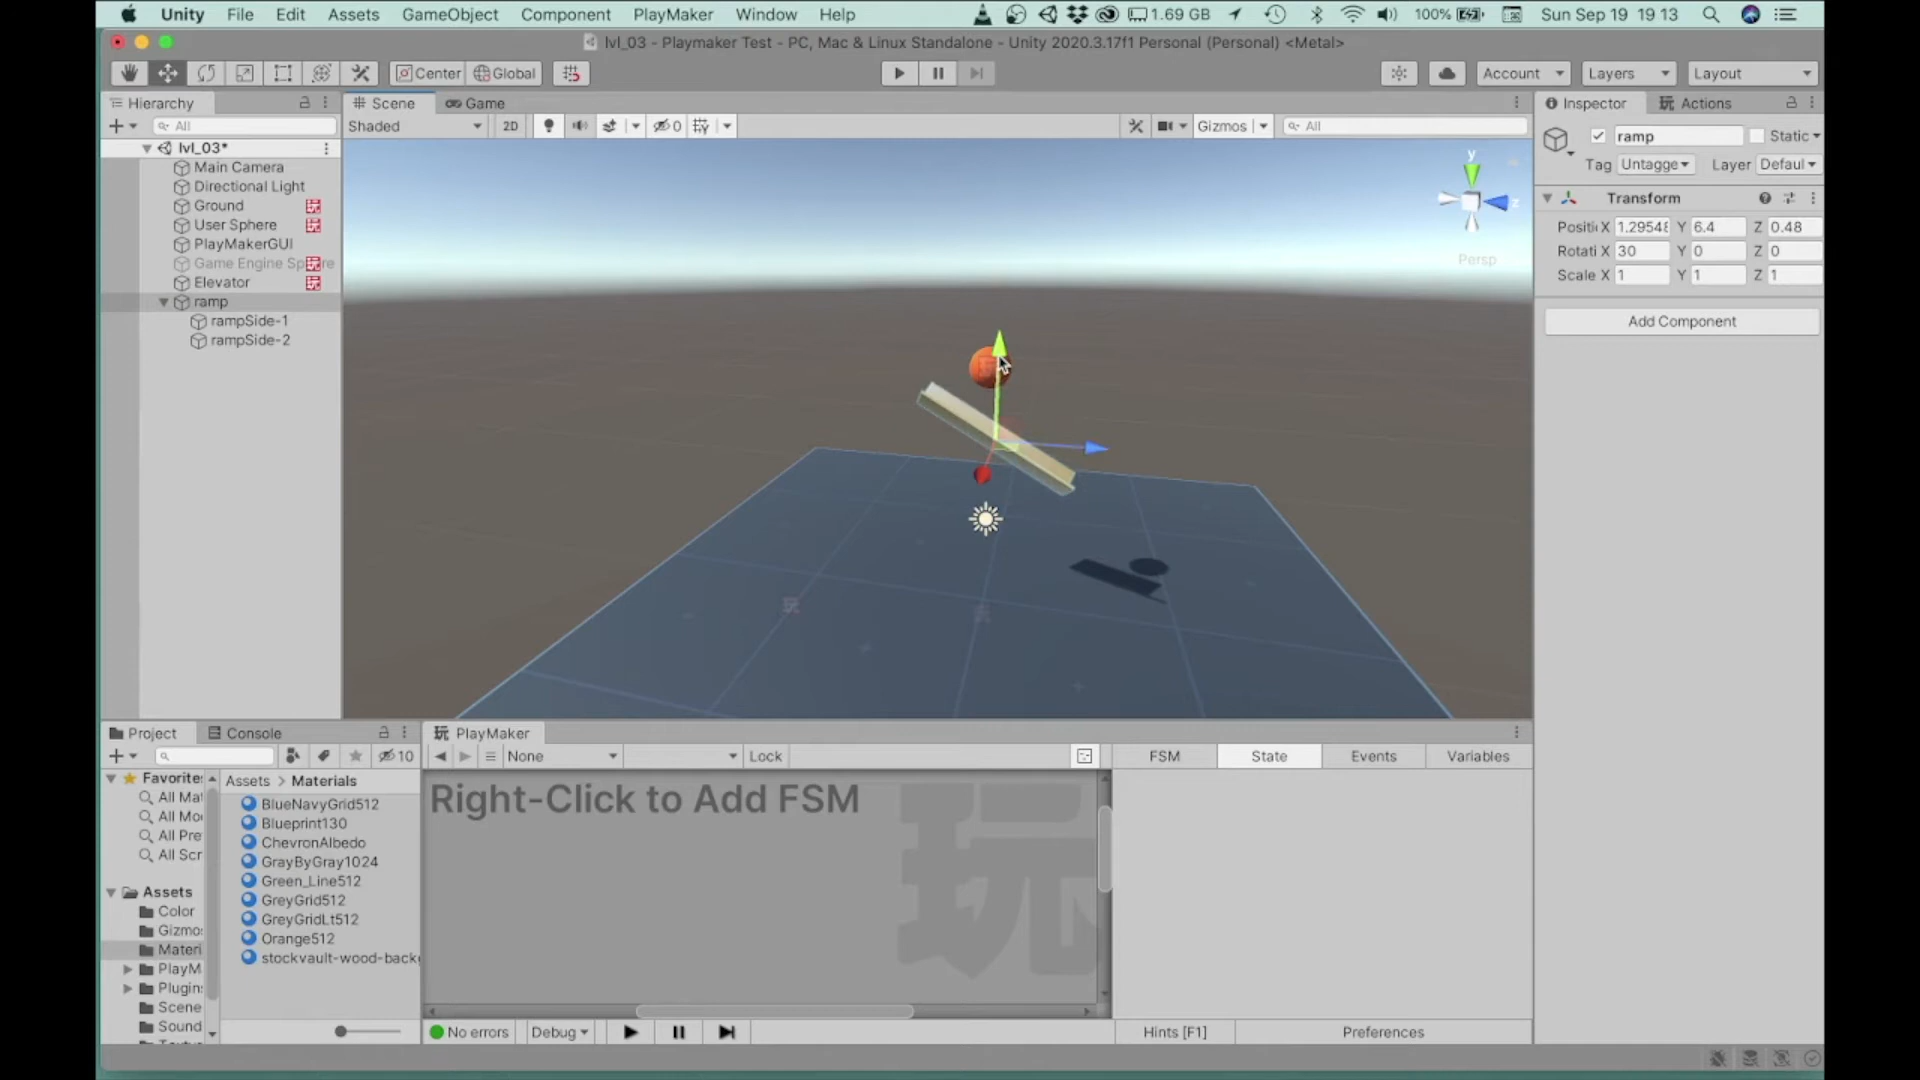 Unity File Edit Assets GameObject Component PlayMaker Window Help 1.69 GB 100% Sun Sep 19 19 13
lvl_03 - Playmaker Test - PC, Mac & Linux Standalone - Unity 2020.3.17f1 Personal (Personal) <Metal>
Center Global Account Layers Layout
Hierarchy Scene Game Inspector Actions
All Shaded 2D 0 Gizmos All ramp Static
lvl_03*
Tag Untagge Layer Defaul
Main Camera
Directional Light
Ground
User Sphere
PlayMakerGUI
Game Engine Sp re
Elevator
ramp
rampSide-1
rampSide-2
y
z
Persp
Transform
Positi X 1.2954 Y 6.4 Z 0.48
Rotati X 30 Y 0 Z 0
Scale X 1 Y 1 Z 1
Add Component
Project Console PlayMaker
10 None Lock FSM State Events Variables
Favorite
All Mat
All Mo
All Pre
All Scr
Assets
Color
Gizmo
Materi
PlayM
Plugin
Scene
Sound
Assets > Materials
BlueNavyGrid512
Blueprint130
ChevronAlbedo
GrayByGray1024
Green_Line512
GreyGrid512
GreyGridLt512
Orange512
stockvault-wood-back
Right-Click to Add FSM
玩
No errors Debug Hints [F1] Preferences